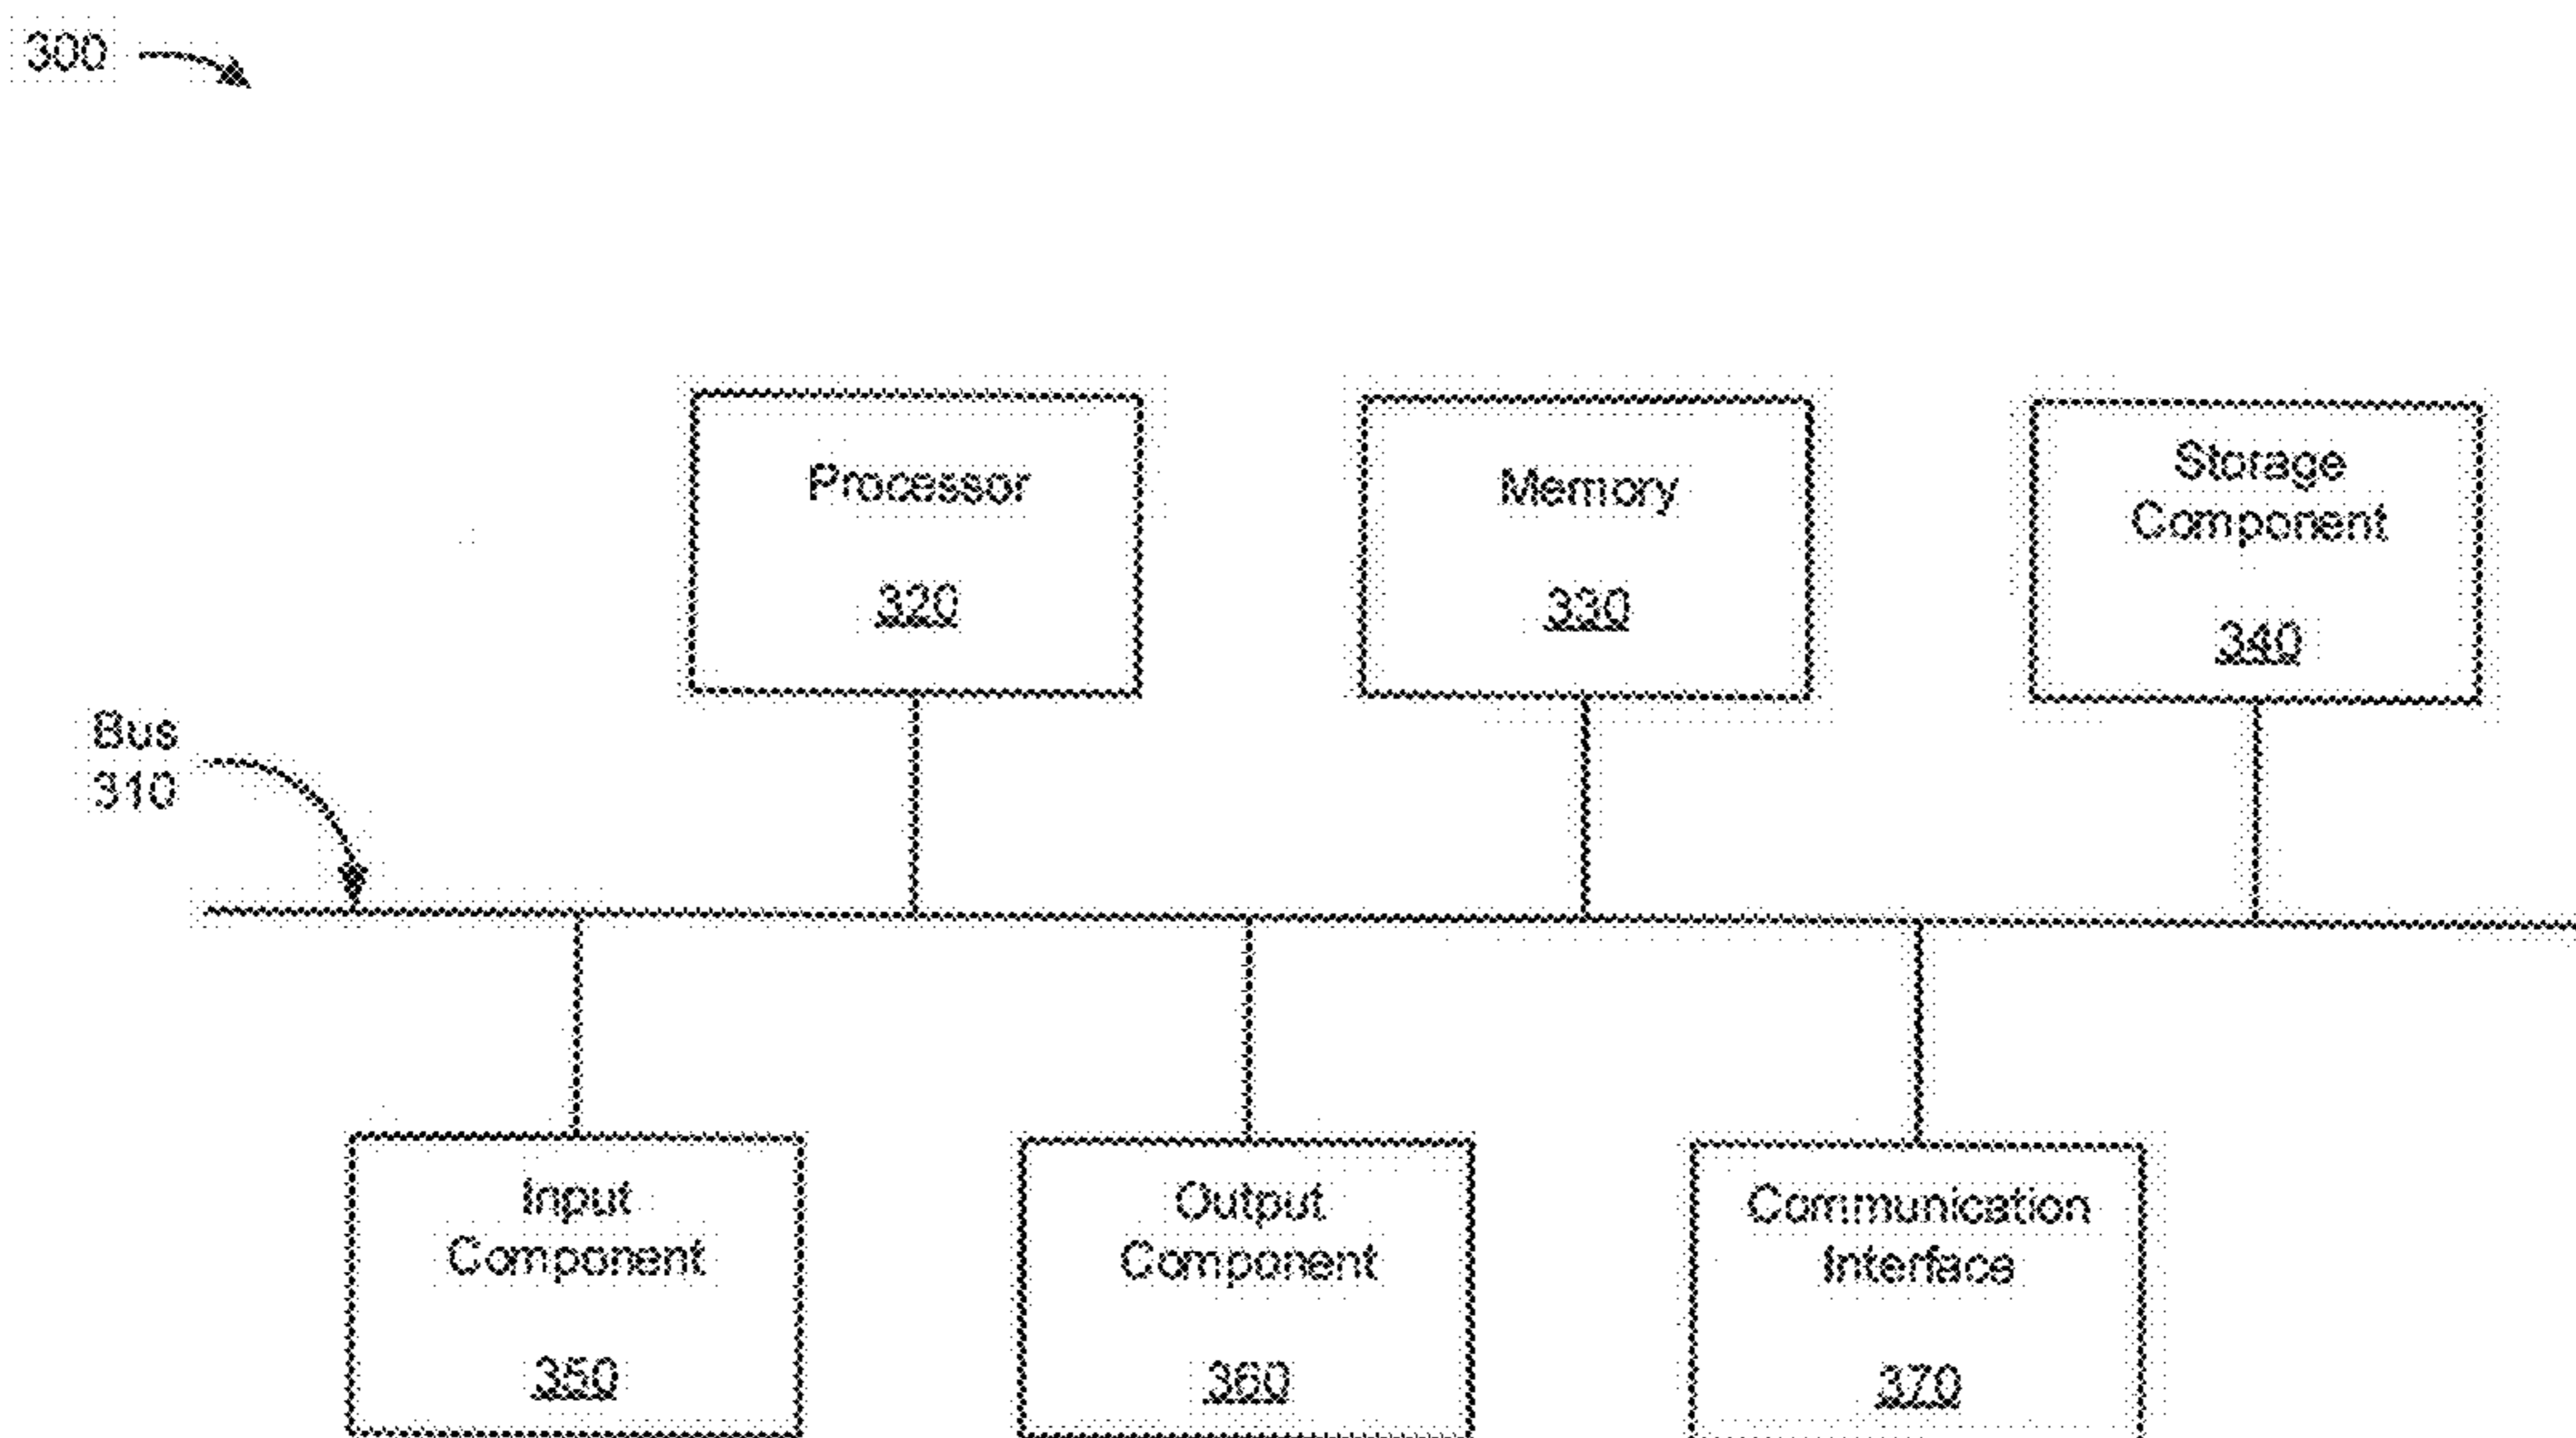 300
Processor
320
Memory
330
Storage
Component
340
Bus
310
Input
Component
350
Output
Component
360
Communication
Interface
370